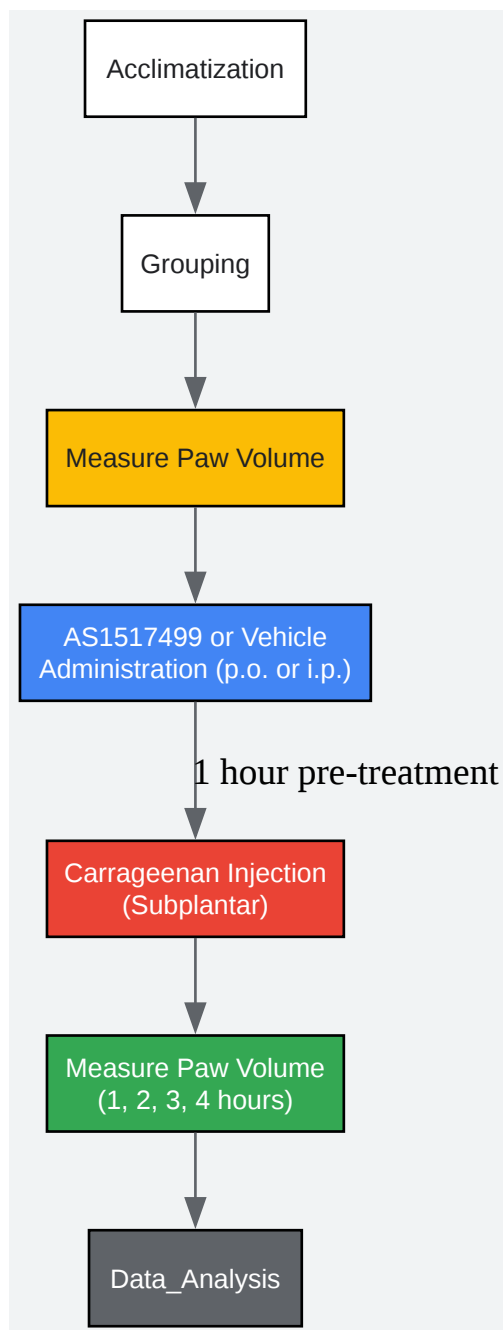 Acclimatization
Grouping
Measure Paw Volume
AS1517499 or Vehicle
Administration (p.o. or i.p.)
1 hour pre-treatment
Carrageenan Injection
(Subplantar)
Measure Paw Volume
(1, 2, 3, 4 hours)
Data_Analysis